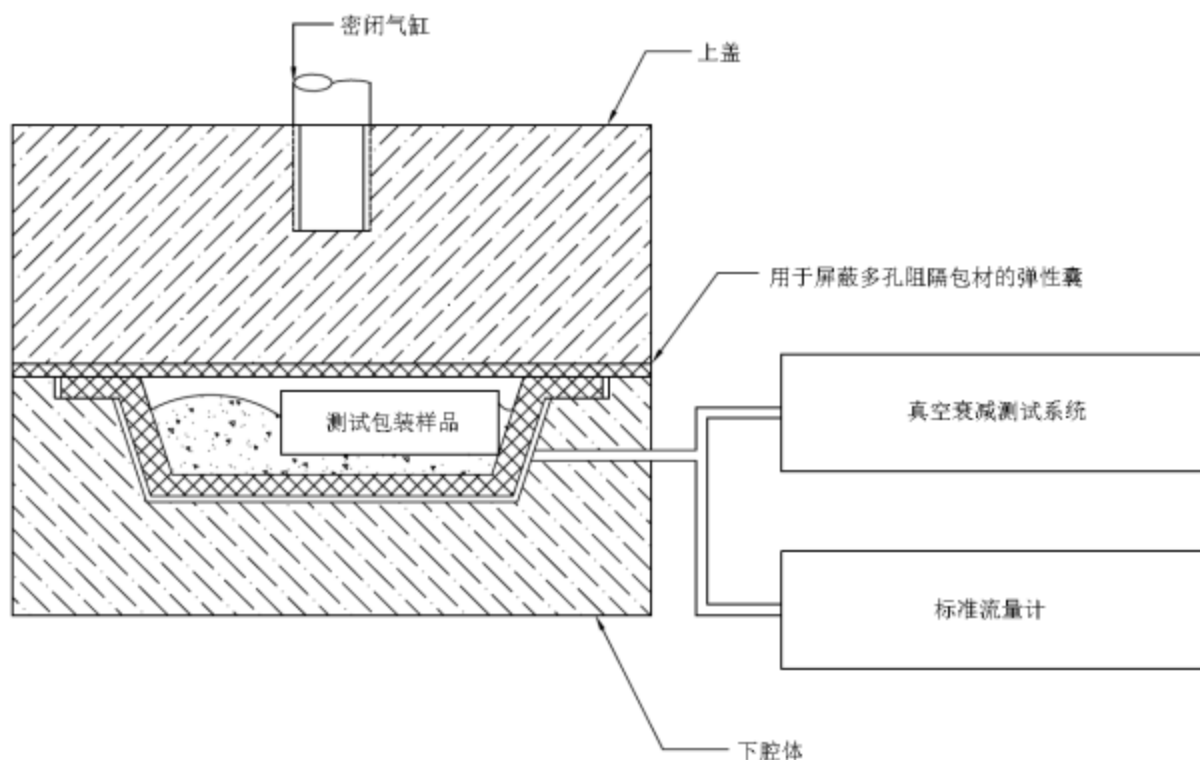 密闭气缸
上盖
用于屏蔽多孔阻隔包材的弹性囊
测试包装样品
真空衰减测试系统
标准流量计
下腔体